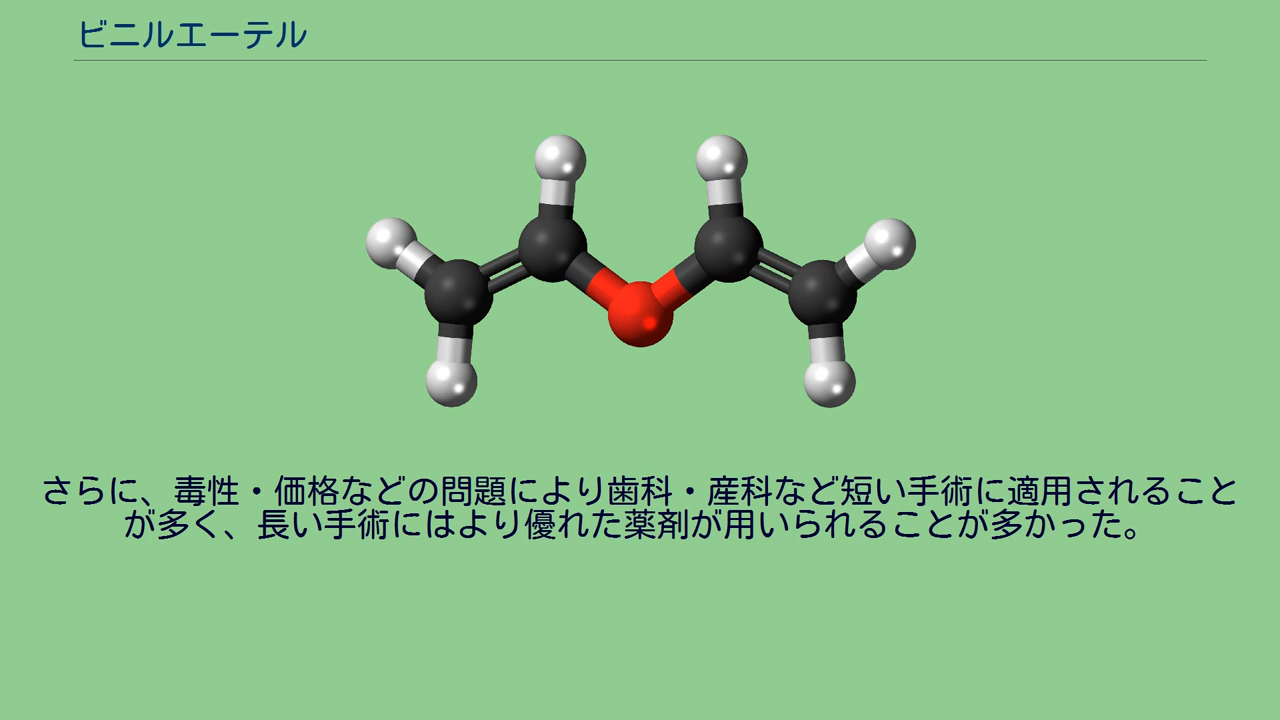 ビニルエーテル
さらに、毒性・価格などの問題により歯科・産科など短い手術に適用されること
が多く、長い手術にはより優れた薬剤が用いられることが多かった。